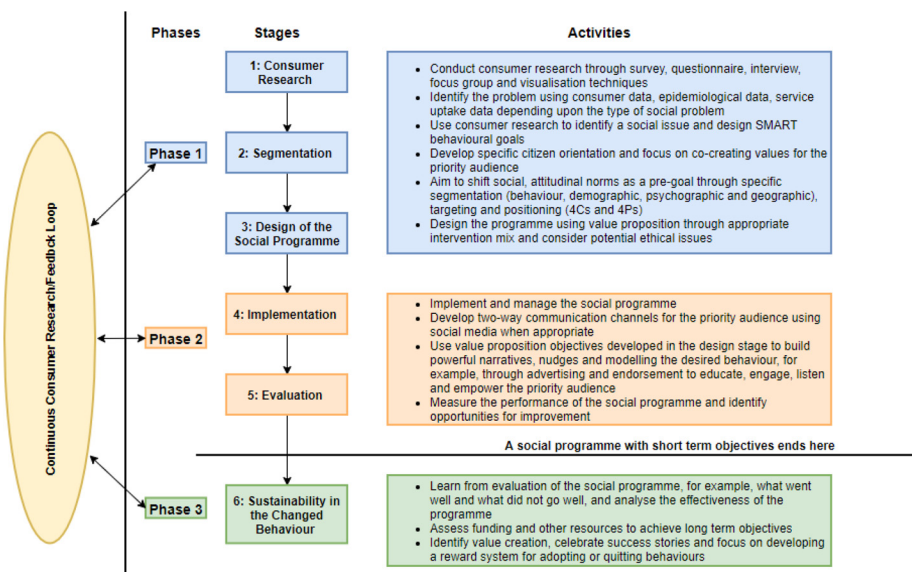 Phases
Stages
Activities
Continuous Consumer Research/Feedbck Loop
Phase 1
1: Consumer
Research
2: Segmentation
3: Design of the
Social Programme
• Conduct consumer research through survey, questionnaire, interview,
focus group and visualisation techniques
• Identify the problem using consumer data, epidemiological data, service
uptake data depending upon the type of social problem
• Use consumer research to identify a social issue and design SMART
behavioural goals
• Develop specific citizen orientation and focus on co-creating values for the
priority audience
• Aim to shift social, attitudinal norms as a pre-goal through specific
segmentation (behaviour, demographic, psychographic and geographic),
targeting and positioning (4Cs and 4Ps)
• Design the programme using value proposition through appropriate
intervention mix and consider potential ethical issues
Phase 2
4: Implementation
5: Evaluation
• Implement and manage the social programme
• Develop two-way communication channels for the priority audience using
social media when appropriate
• Use value proposition objectives developed in the design stage to build
powerful narratives, nudges and modelling the desired behaviour, for
example, through advertising and endorsement to educate, engage, listen
and empower the priority audience
• Measure the performance of the social programme and identify
opportunities for improvement
A social programme with short term objectives ends here
Phase 3
6: Sustainability in
the Changed
Behaviour
• Learn from evaluation of the social programme, for example, what went
well and what did not go well, and analyse the effectiveness of the
programme
• Assess funding and other resources to achieve long term objectives
• Identify value creation, celebrate success stories and focus on developing
a reward system for adopting or quitting behaviours